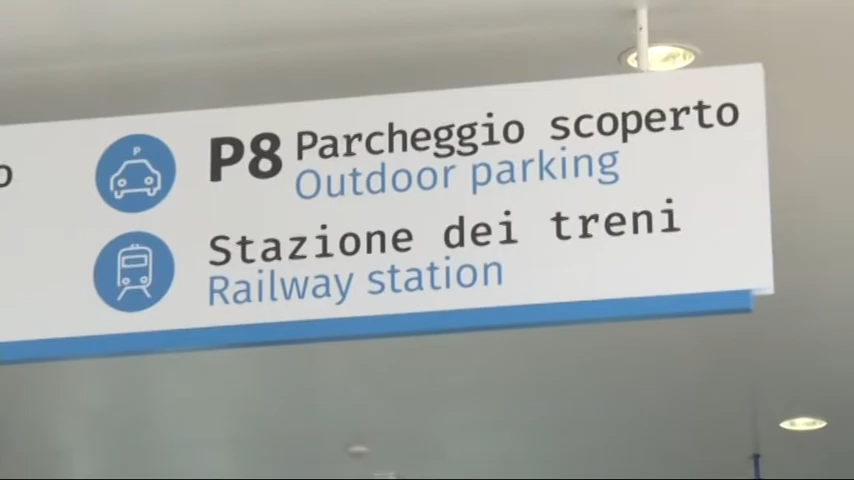 o
P
P8 Parcheggio scoperto
Outdoor parking
Stazione dei treni
Railway station